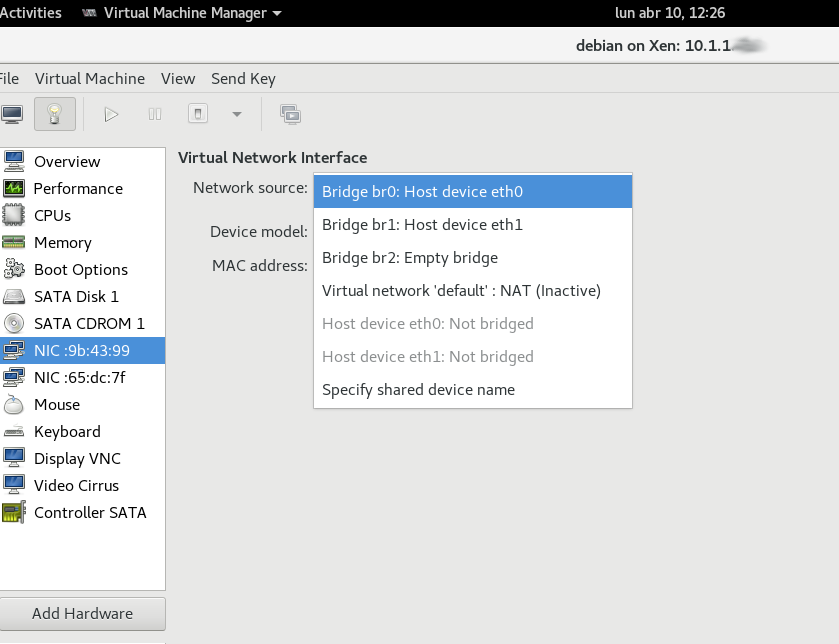 Activities Virtual Machine Manager lun abr 10, 12:26
debian on Xen: 10.1.1.
File Virtual Machine View Send Key
Overview
Performance
CPUs
Memory
Boot Options
SATA Disk 1
SATA CDROM 1
NIC :9b:43:99
NIC :65:dc:7f
Mouse
Keyboard
Display VNC
Video Cirrus
Controller SATA
Add Hardware
Virtual Network Interface
Network source:
Device model:
MAC address:
Bridge br0: Host device eth0
Bridge br1: Host device eth1
Bridge br2: Empty bridge
Virtual network 'default' : NAT (Inactive)
Host device eth0: Not bridged
Host device eth1: Not bridged
Specify shared device name